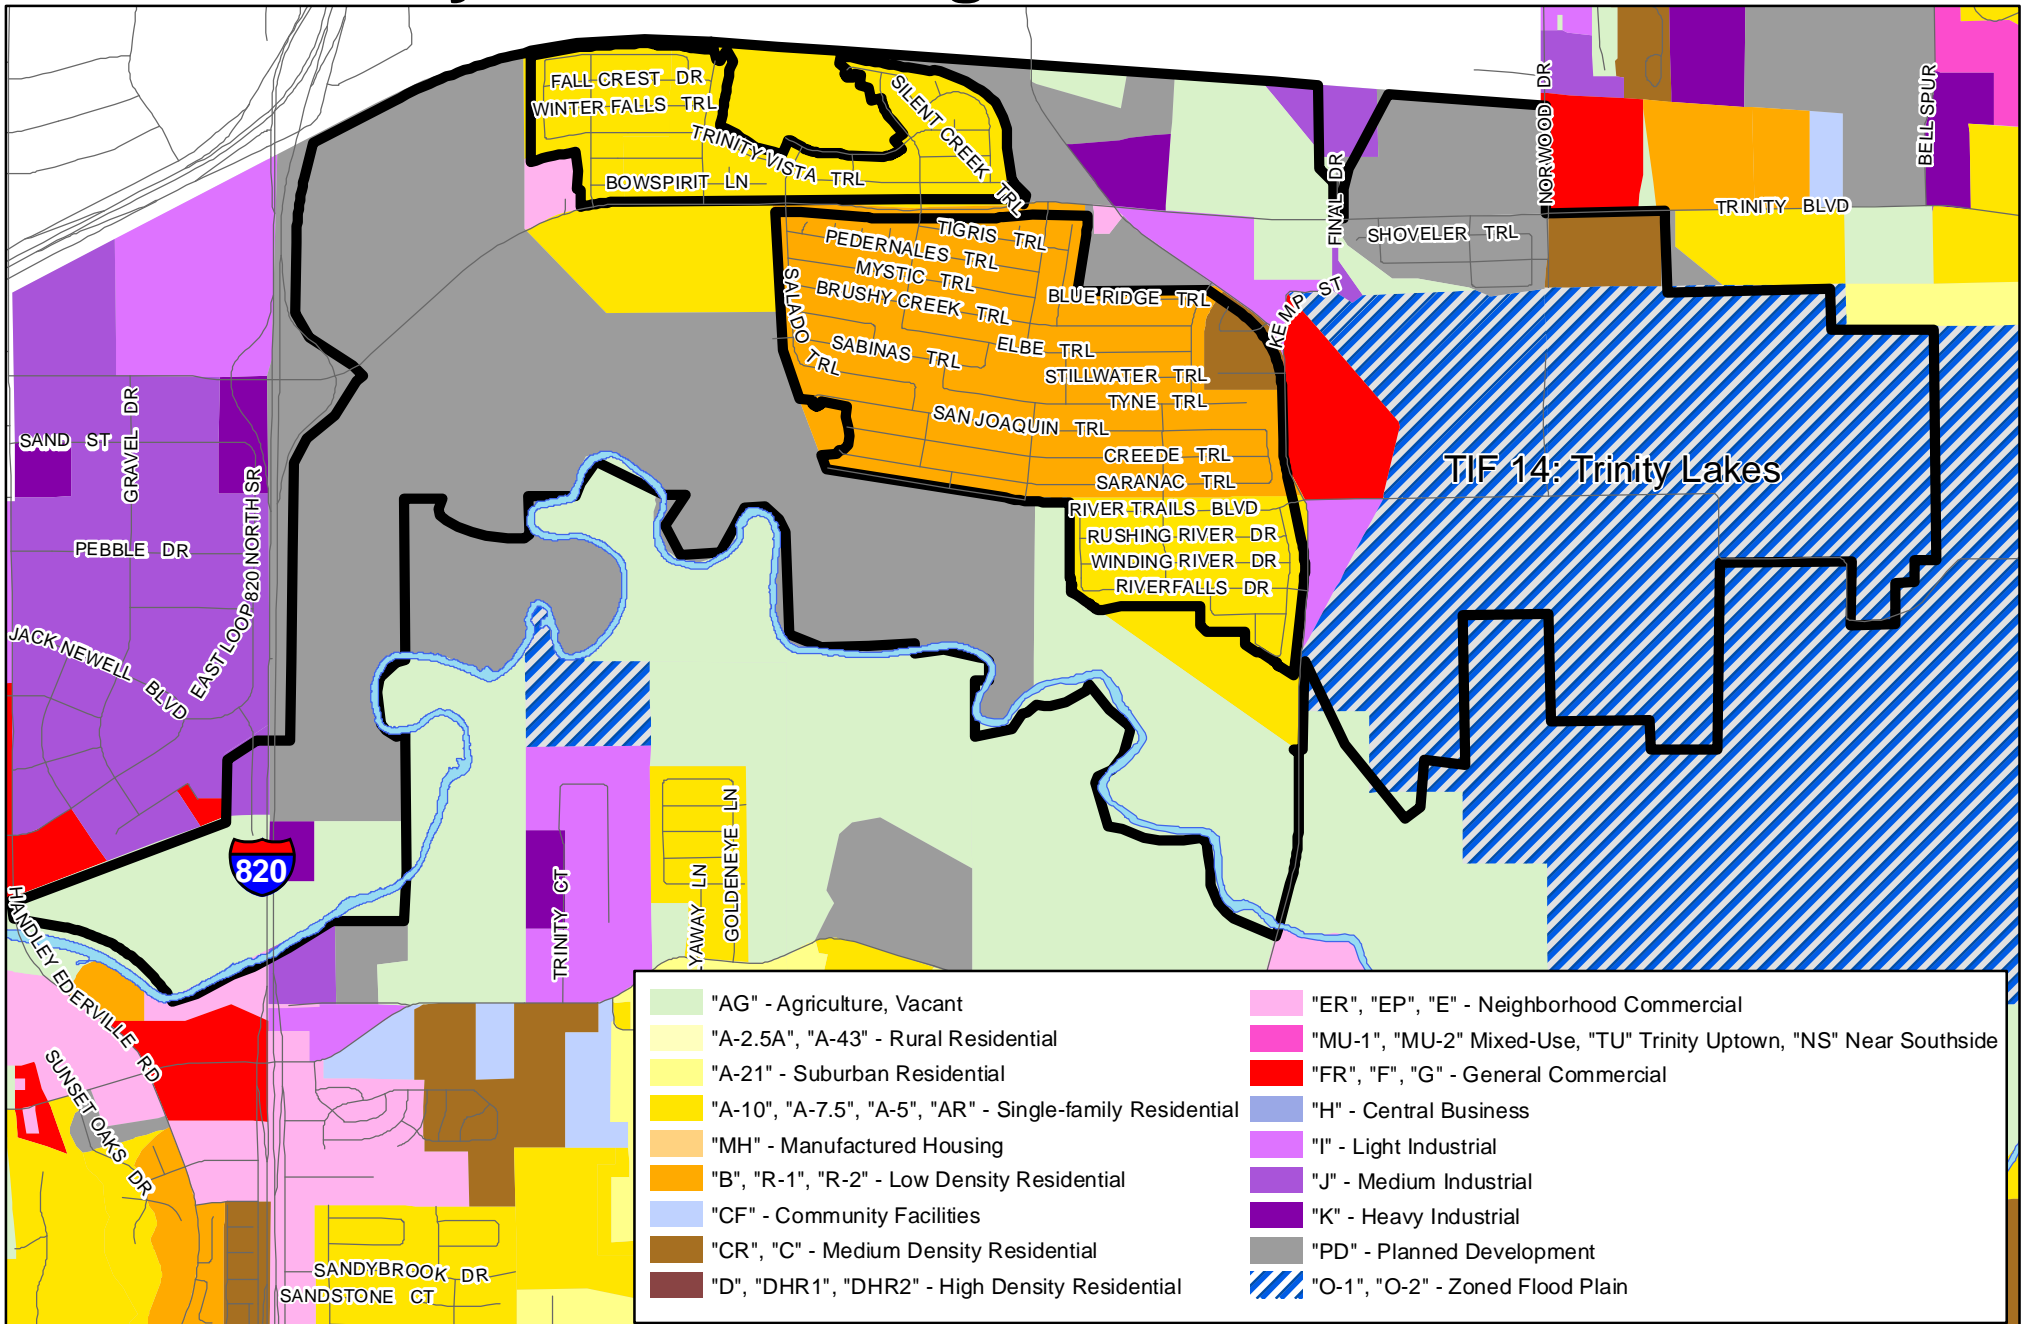 FALL CREST DR
WINTER FALLS TRL
SILENT CREEK TRL
TRINITY VISTA TRL
BOWSPIRIT LN
NORWOOD DR
BELL SPUR
FINAL DR
TRINITY BLVD
SHOVELER TRL
TIGRIS TRL
PEDERNALES TRL
MYSTIC TRL
BRUSHY CREEK TRL
BLUE RIDGE TRL
KEMP ST
SALADO TRL
SABINAS TRL
ELBE TRL
STILLWATER TRL
TYNE TRL
SAN JOAQUIN TRL
CREEDE TRL
SARANAC TRL
RIVER TRAILS BLVD
RUSHING RIVER DR
WINDING RIVER DR
RIVERFALLS DR
TIF 14: Trinity Lakes
SAND ST
GRAVEL DR
PEBBLE DR
EAST LOOP 820 NORTH SR
JACK NEWELL BLVD
820
TRINITY CT
YAWAY LN
GOLDENEYE LN
HANDLEY EDERVILLE RD
SUNSET OAKS DR
SANDYBROOK DR
SANDSTONE CT
"AG" - Agriculture, Vacant
"A-2.5A", "A-43" - Rural Residential
"A-21" - Suburban Residential
"A-10", "A-7.5", "A-5", "AR" - Single-family Residential
"MH" - Manufactured Housing
"B", "R-1", "R-2" - Low Density Residential
"CF" - Community Facilities
"CR", "C" - Medium Density Residential
"D", "DHR1", "DHR2" - High Density Residential
"ER", "EP", "E" - Neighborhood Commercial
"MU-1", "MU-2" Mixed-Use, "TU" Trinity Uptown, "NS" Near Southside
"FR", "F", "G" - General Commercial
"H" - Central Business
"I" - Light Industrial
"J" - Medium Industrial
"K" - Heavy Industrial
"PD" - Planned Development
"O-1", "O-2" - Zoned Flood Plain